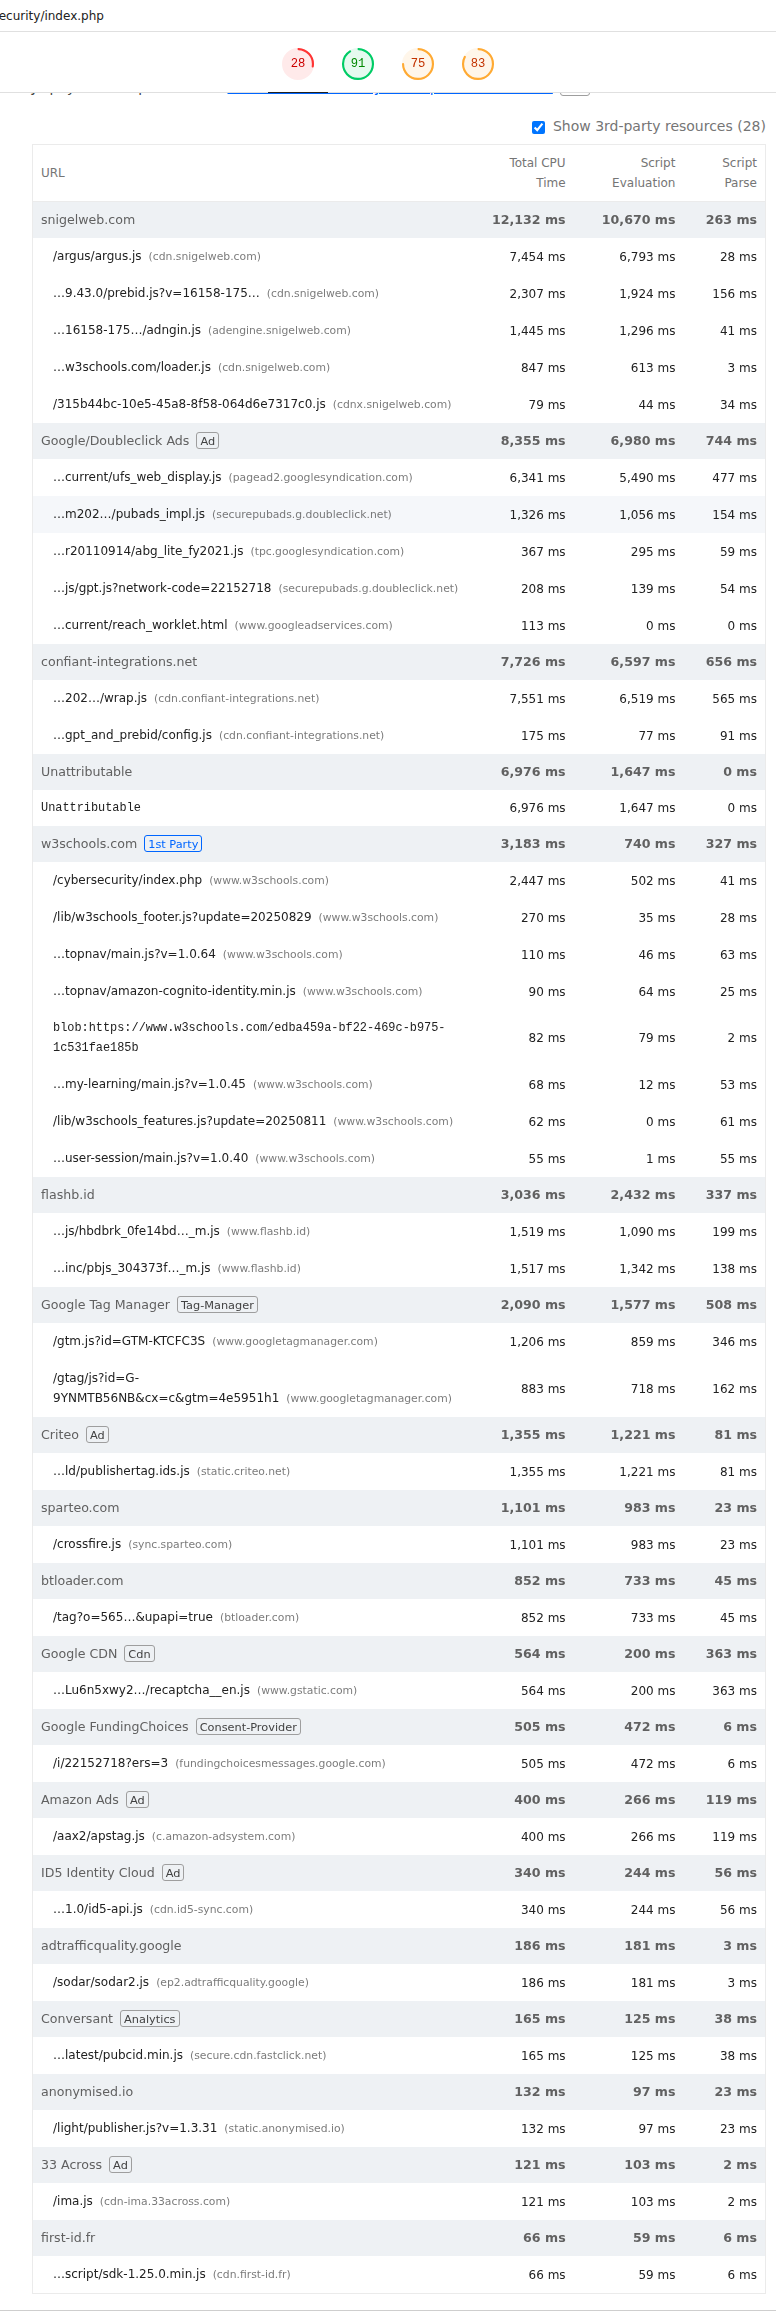 ecurity/index.php
28 91 75 83
Show 3rd-party resources (28)
URL Total CPU Time Script Evaluation Script Parse
snigelweb.com 12,132 ms 10,670 ms 263 ms
/argus/argus.js (cdn.snigelweb.com) 7,454 ms 6,793 ms 28 ms
…9.43.0/prebid.js?v=16158-175… (cdn.snigelweb.com) 2,307 ms 1,924 ms 156 ms
…16158-175…/adngin.js (adengine.snigelweb.com) 1,445 ms 1,296 ms 41 ms
…w3schools.com/loader.js (cdn.snigelweb.com) 847 ms 613 ms 3 ms
/315b44bc-10e5-45a8-8f58-064d6e7317c0.js (cdnx.snigelweb.com) 79 ms 44 ms 34 ms
Google/Doubleclick Ads Ad 8,355 ms 6,980 ms 744 ms
…current/ufs_web_display.js (pagead2.googlesyndication.com) 6,341 ms 5,490 ms 477 ms
…m202…/pubads_impl.js (securepubads.g.doubleclick.net) 1,326 ms 1,056 ms 154 ms
…r20110914/abg_lite_fy2021.js (tpc.googlesyndication.com) 367 ms 295 ms 59 ms
…js/gpt.js?network-code=22152718 (securepubads.g.doubleclick.net) 208 ms 139 ms 54 ms
…current/reach_worklet.html (www.googleadservices.com) 113 ms 0 ms 0 ms
confiant-integrations.net 7,726 ms 6,597 ms 656 ms
…202…/wrap.js (cdn.confiant-integrations.net) 7,551 ms 6,519 ms 565 ms
…gpt_and_prebid/config.js (cdn.confiant-integrations.net) 175 ms 77 ms 91 ms
Unattributable 6,976 ms 1,647 ms 0 ms
Unattributable 6,976 ms 1,647 ms 0 ms
w3schools.com 1st Party 3,183 ms 740 ms 327 ms
/cybersecurity/index.php (www.w3schools.com) 2,447 ms 502 ms 41 ms
/lib/w3schools_footer.js?update=20250829 (www.w3schools.com) 270 ms 35 ms 28 ms
…topnav/main.js?v=1.0.64 (www.w3schools.com) 110 ms 46 ms 63 ms
…topnav/amazon-cognito-identity.min.js (www.w3schools.com) 90 ms 64 ms 25 ms
blob:https://www.w3schools.com/edba459a-bf22-469c-b975-
1c531fae185b 82 ms 79 ms 2 ms
…my-learning/main.js?v=1.0.45 (www.w3schools.com) 68 ms 12 ms 53 ms
/lib/w3schools_features.js?update=20250811 (www.w3schools.com) 62 ms 0 ms 61 ms
…user-session/main.js?v=1.0.40 (www.w3schools.com) 55 ms 1 ms 55 ms
flashb.id 3,036 ms 2,432 ms 337 ms
…js/hbdbrk_0fe14bd…_m.js (www.flashb.id) 1,519 ms 1,090 ms 199 ms
…inc/pbjs_304373f…_m.js (www.flashb.id) 1,517 ms 1,342 ms 138 ms
Google Tag Manager Tag-Manager 2,090 ms 1,577 ms 508 ms
/gtm.js?id=GTM-KTCFC3S (www.googletagmanager.com) 1,206 ms 859 ms 346 ms
/gtag/js?id=G-
9YNMTB56NB&cx=c&gtm=4e5951h1 (www.googletagmanager.com) 883 ms 718 ms 162 ms
Criteo Ad 1,355 ms 1,221 ms 81 ms
…ld/publishertag.ids.js (static.criteo.net) 1,355 ms 1,221 ms 81 ms
sparteo.com 1,101 ms 983 ms 23 ms
/crossfire.js (sync.sparteo.com) 1,101 ms 983 ms 23 ms
btloader.com 852 ms 733 ms 45 ms
/tag?o=565…&upapi=true (btloader.com) 852 ms 733 ms 45 ms
Google CDN Cdn 564 ms 200 ms 363 ms
…Lu6n5xwy2…/recaptcha__en.js (www.gstatic.com) 564 ms 200 ms 363 ms
Google FundingChoices Consent-Provider 505 ms 472 ms 6 ms
/i/22152718?ers=3 (fundingchoicesmessages.google.com) 505 ms 472 ms 6 ms
Amazon Ads Ad 400 ms 266 ms 119 ms
/aax2/apstag.js (c.amazon-adsystem.com) 400 ms 266 ms 119 ms
ID5 Identity Cloud Ad 340 ms 244 ms 56 ms
…1.0/id5-api.js (cdn.id5-sync.com) 340 ms 244 ms 56 ms
adtrafficquality.google 186 ms 181 ms 3 ms
/sodar/sodar2.js (ep2.adtrafficquality.google) 186 ms 181 ms 3 ms
Conversant Analytics 165 ms 125 ms 38 ms
…latest/pubcid.min.js (secure.cdn.fastclick.net) 165 ms 125 ms 38 ms
anonymised.io 132 ms 97 ms 23 ms
/light/publisher.js?v=1.3.31 (static.anonymised.io) 132 ms 97 ms 23 ms
33 Across Ad 121 ms 103 ms 2 ms
/ima.js (cdn-ima.33across.com) 121 ms 103 ms 2 ms
first-id.fr 66 ms 59 ms 6 ms
…script/sdk-1.25.0.min.js (cdn.first-id.fr) 66 ms 59 ms 6 ms